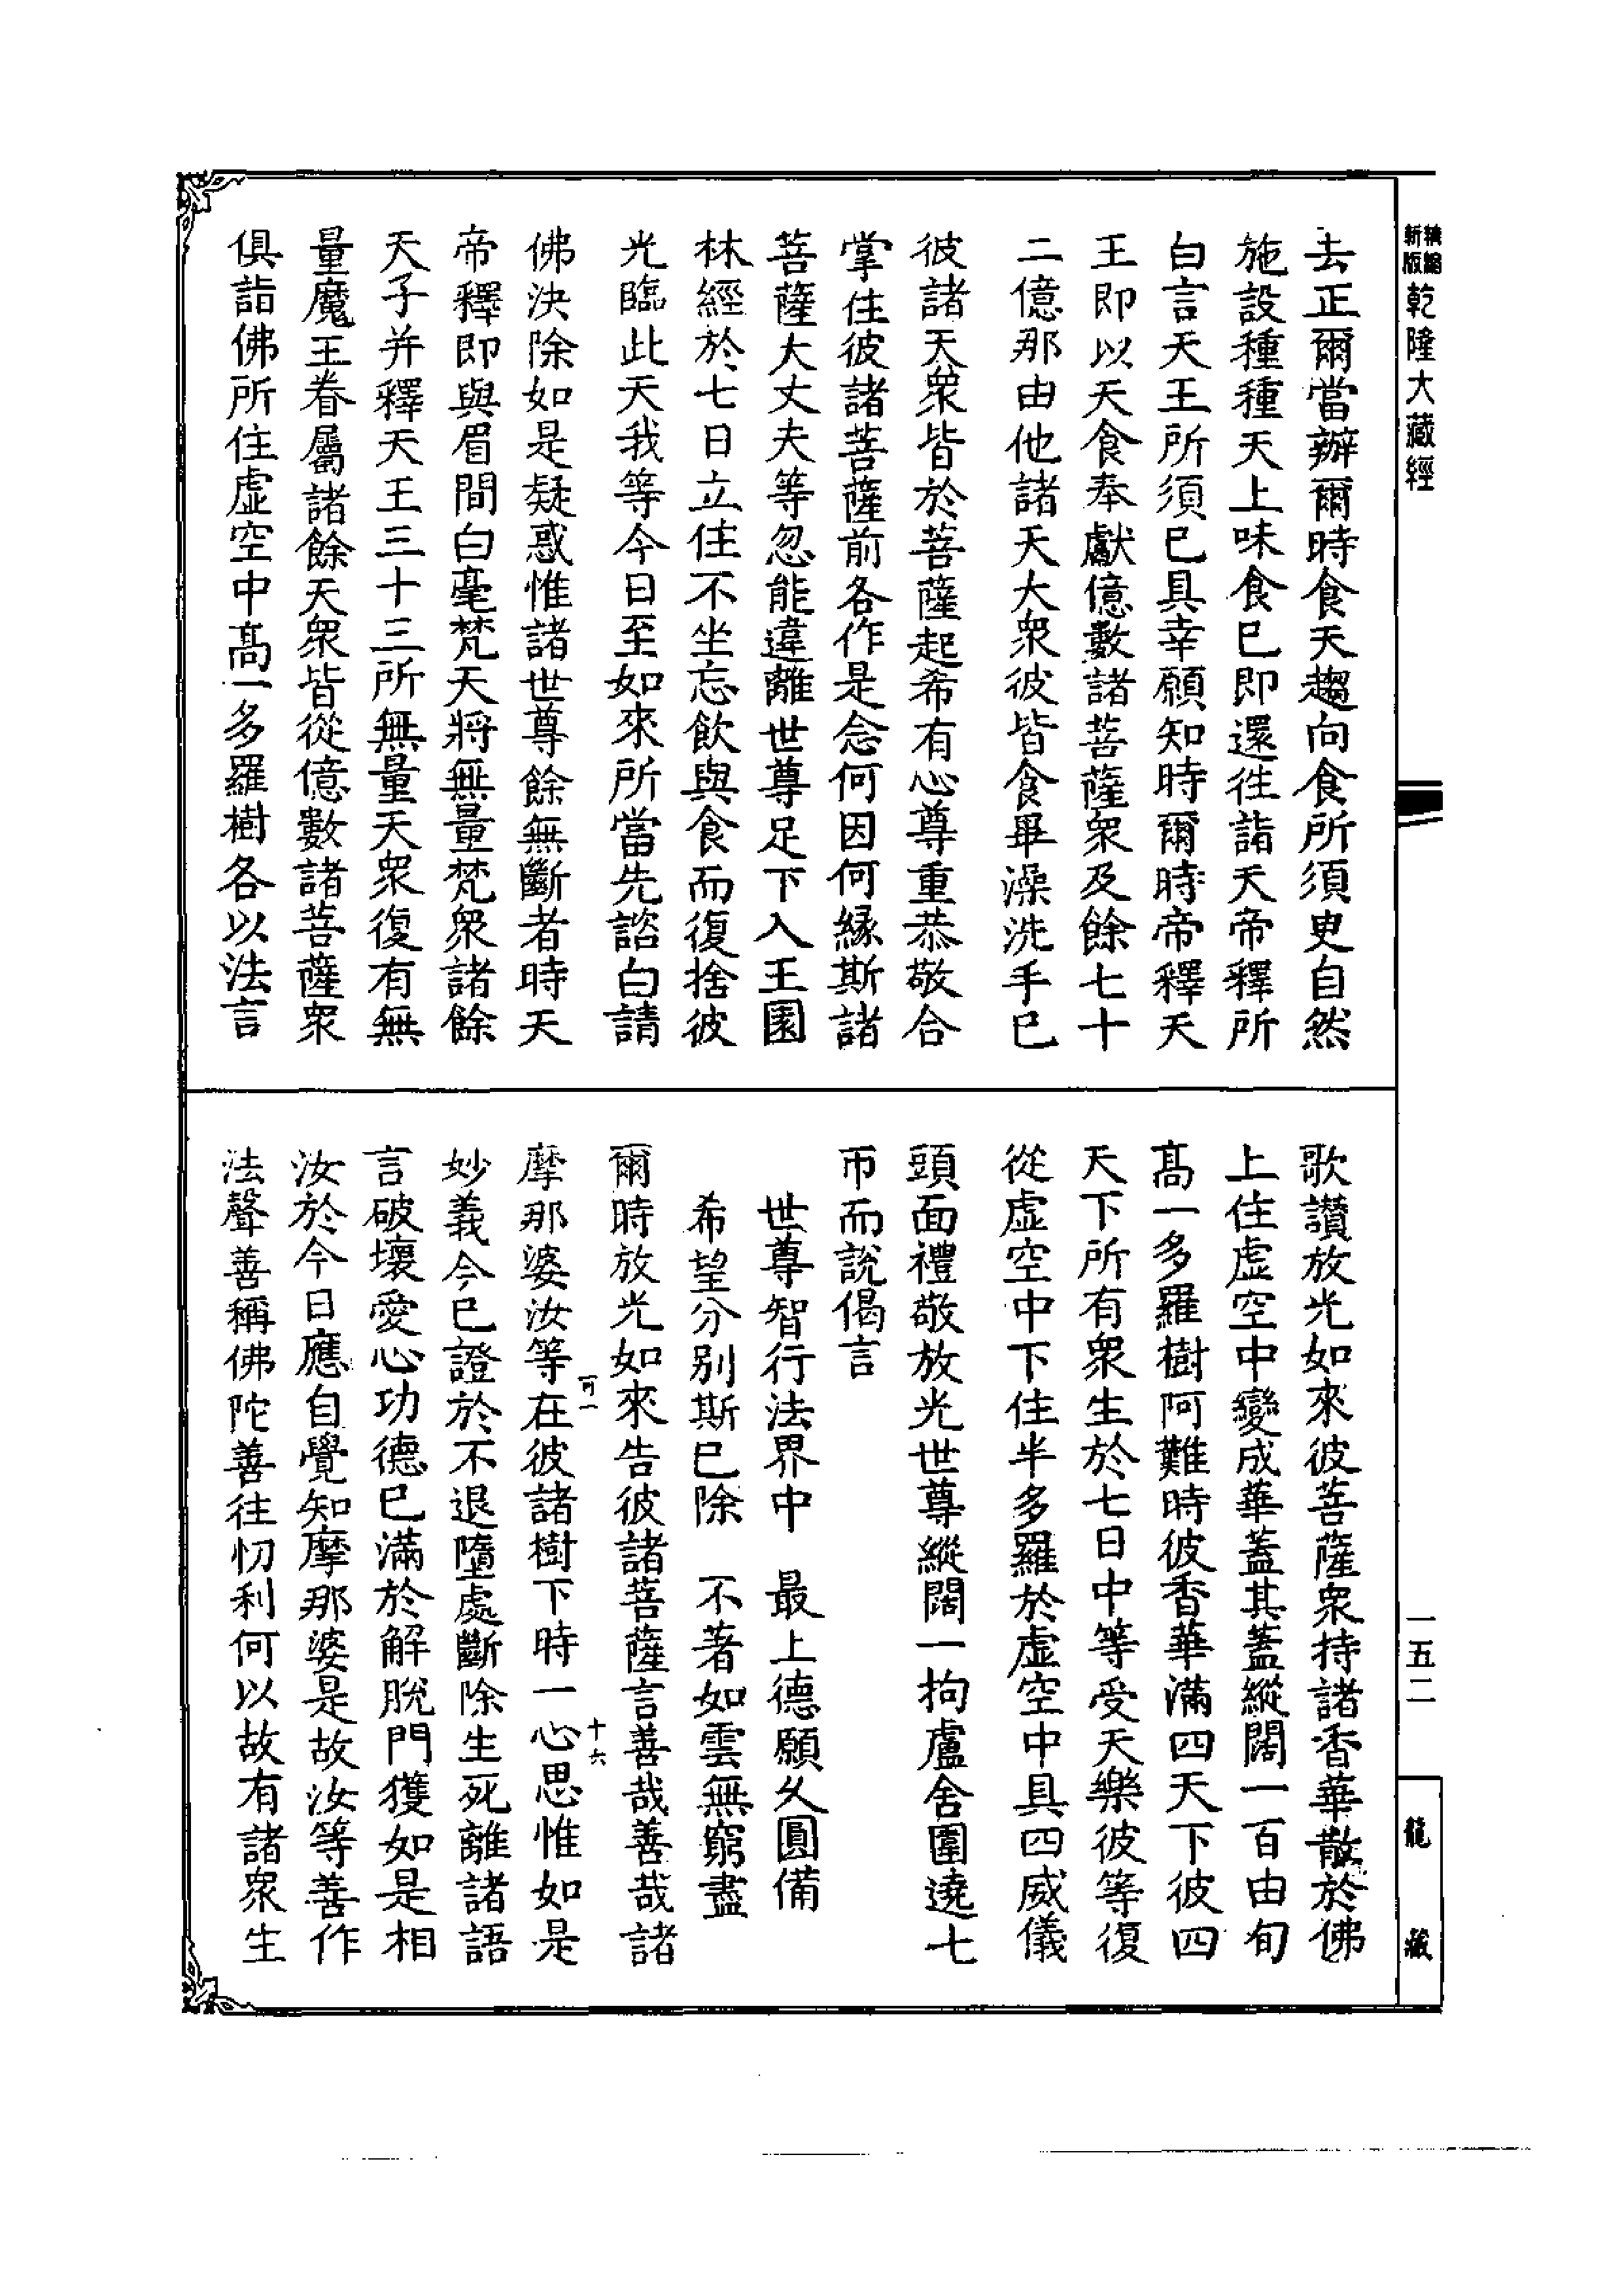 新版精縮乾隆大藏經
去正爾當辦爾時食天趨向食所須臾自然
施設種種天上味食已即還往詣天帝釋所
白言天王所須已具幸願知時爾時帝釋天
王即以天食奉獻億數諸菩薩衆及餘七十
二億那由他諸天大衆彼皆食畢澡洗手已
彼諸天衆皆於菩薩起希有心尊重恭敬合
掌住彼諸菩薩前各作是念何因何緣斯諸
菩薩大丈夫等忽能違離世尊足下入王園
林經於七日立住不坐忘飲與食而復捨彼
光臨此天我等今日至如來所當先諮白請
佛決除如是疑惑惟諸世尊餘無斷者時天
帝釋即與眉間白毫梵天將無量梵衆諸餘
天子并釋天王三十三所無量天衆復有無
量魔王眷屬諸餘天衆皆從億數諸菩薩衆
俱詣佛所住虛空中高一多羅樹各以法言
歌讚放光如來彼菩薩衆持諸香華散於佛
上住虛空中變成華蓋其蓋縱闊一百由旬
高一多羅樹阿難時彼香華滿四天下彼四
天下所有衆生於七日中等受天樂彼等復
從虛空中下住半多羅於虛空中具四威儀
頭面禮敬放光世尊縱闊一拘盧舍圍遶七
帀而說偈言
世尊智行法界中　最上德願久圓備
希望分別斯已除　不著如雲無窮盡
爾時放光如來告彼諸菩薩言善哉善哉諸
摩那婆汝等在彼諸樹下時一心思惟如是
妙義今已證於不退墮處斷除生死離諸語
言破壞愛心功德已滿於解脫門獲如是相
汝於今日應自覺知摩那婆是故汝等善作
法聲善稱佛陀善往忉利何以故有諸衆生
可一
十六
一五二
龍藏